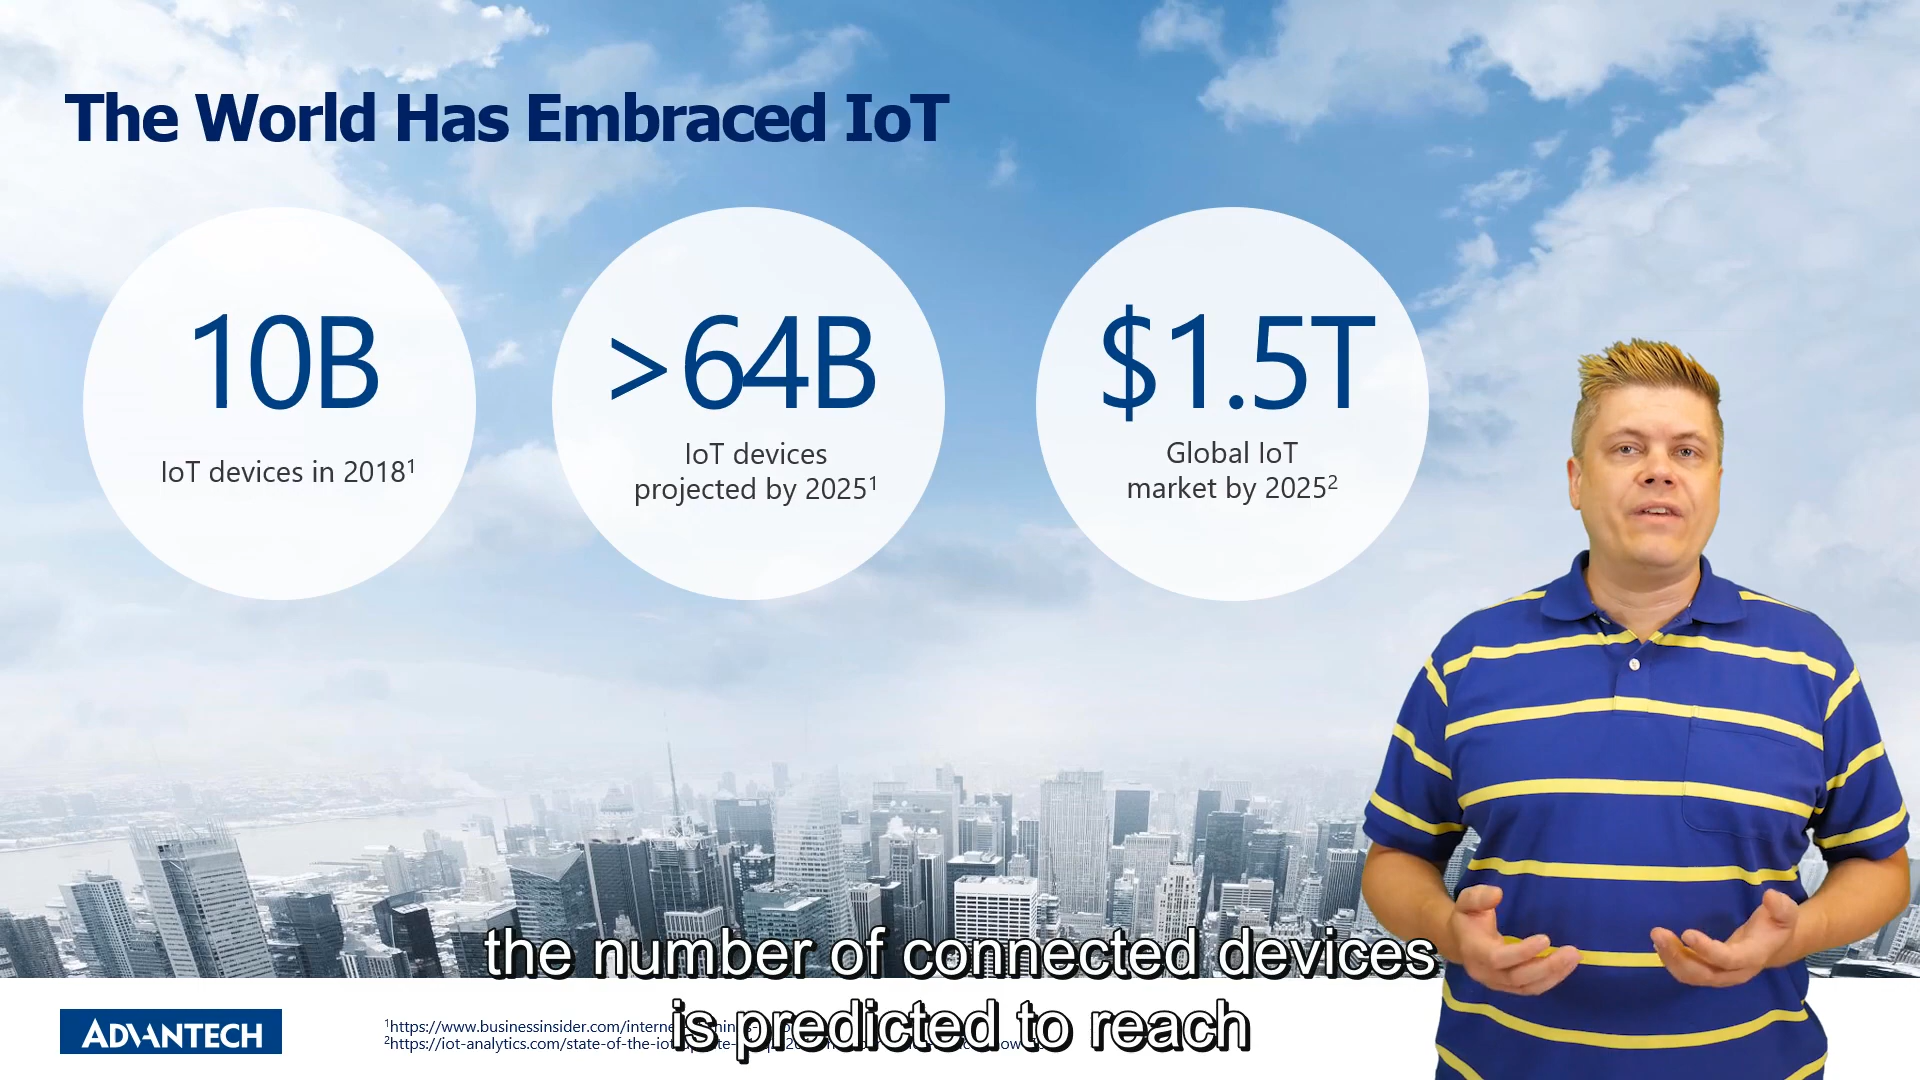 The World Has Embraced IoT
10B
IoT devices in 2018¹
>64B
IoT devices
projected by 2025¹
$1.5T
Global IoT
market by 2025²
the number of connected devices
is predicted to reach
ADVANTECH
¹https://www.businessinsider.com/interne
²https://iot-analytics.com/state-of-the-iot